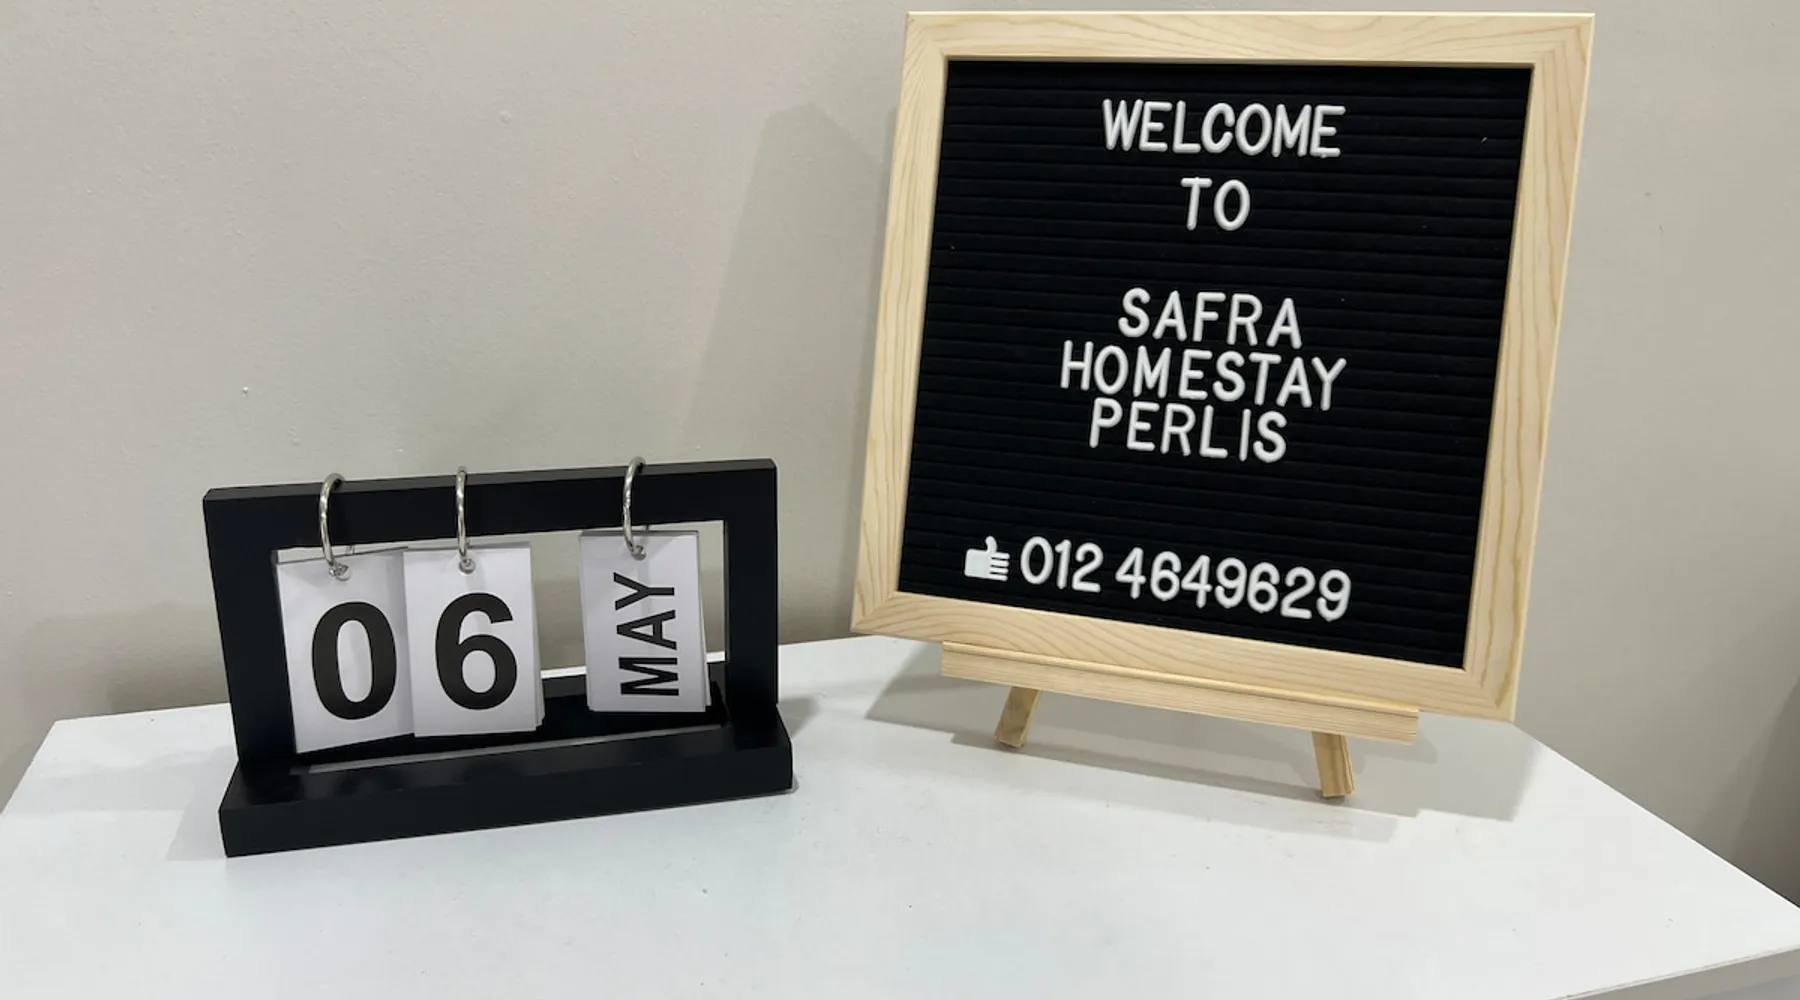 WELCOME
TO
SAFRA
HOMESTAY
PERLIS
012 4649629
06 MAY